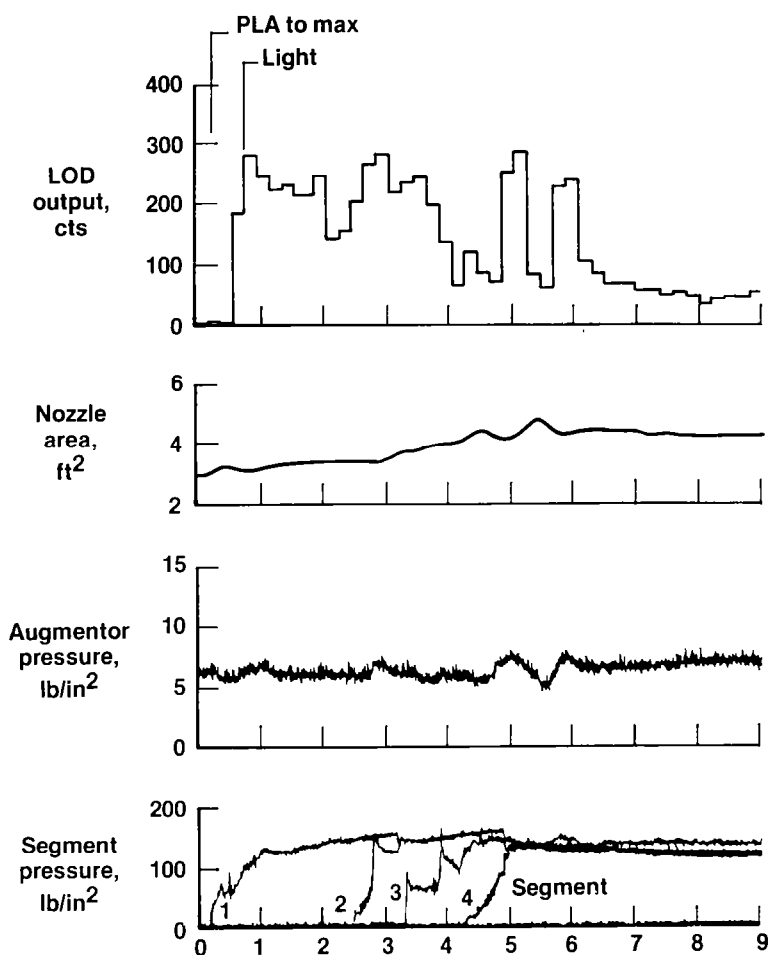 PLA to max
Light
400
300
200
100
0
LOD
output,
cts
6
4
2
Nozzle
area,
ft2
15
10
5
0
Augmentor
pressure,
lb/in2
200
100
0
Segment
pressure,
lb/in2
1
2
3
4
Segment
0 1 2 3 4 5 6 7 8 9